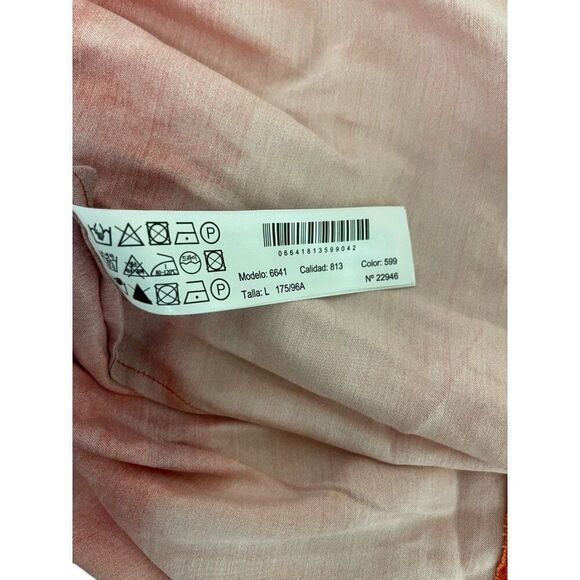 06641813599042
Modelo: 6641 Calidad: 813 Color: 599
Talla: L 175/96A Nº 22946